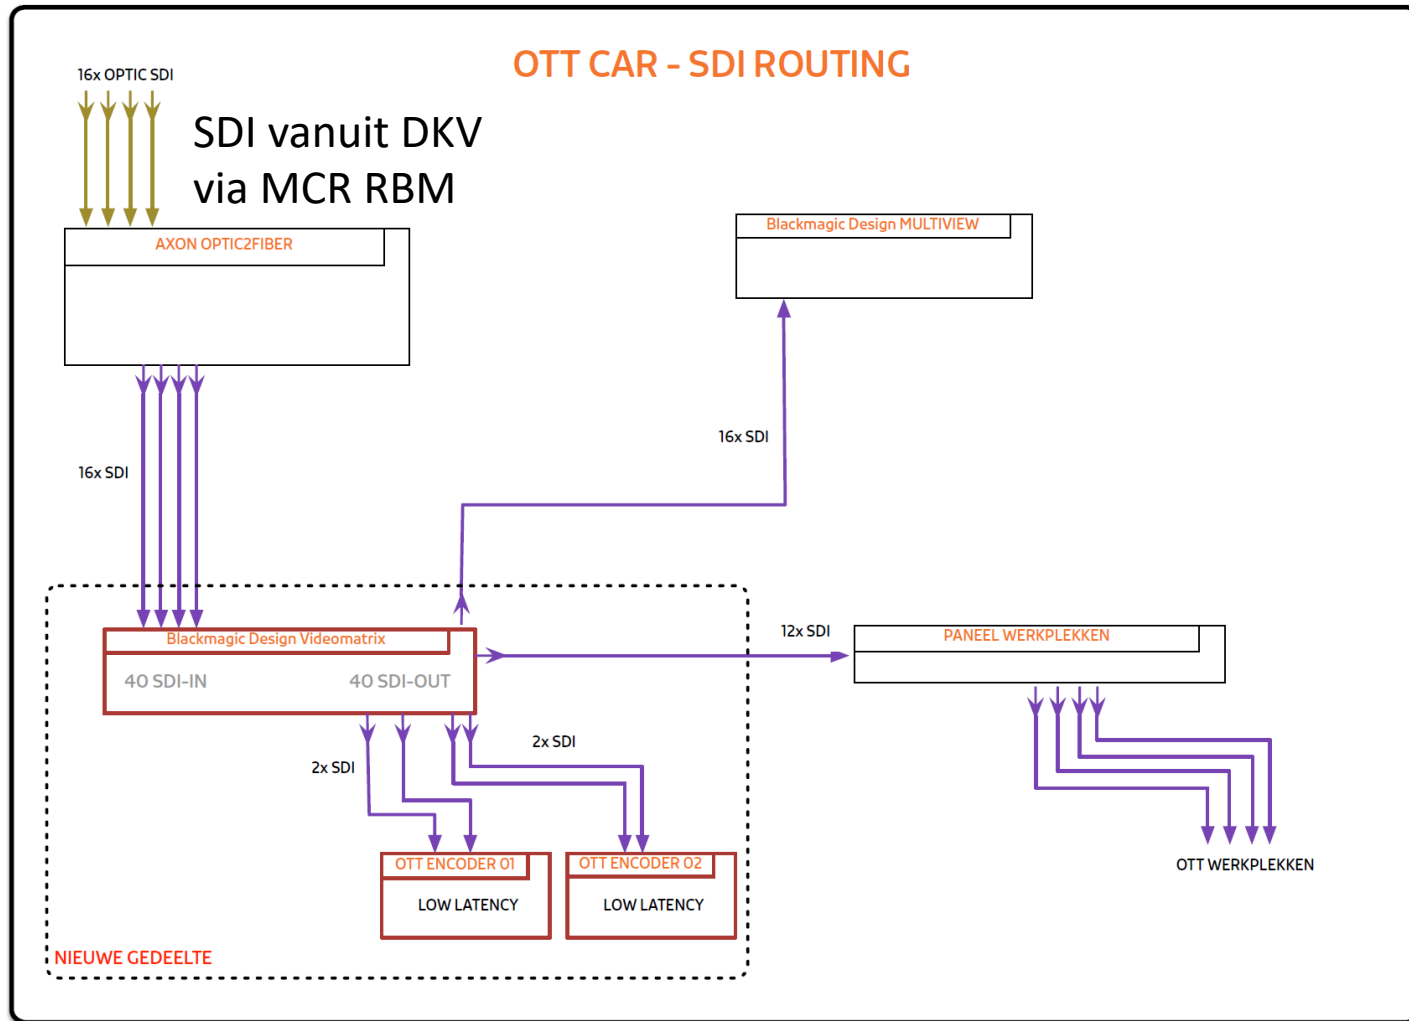 OTT CAR - SDI ROUTING
16x OPTIC SDI
SDI vanuit DKV
via MCR RBM
AXON OPTIC2FIBER
Blackmagic Design MULTIVIEW
16x SDI
16x SDI
Blackmagic Design Videomatrix
40 SDI-IN
40 SDI-OUT
12x SDI
PANEEL WERKPLEKKEN
2x SDI
2x SDI
OTT ENCODER 01
LOW LATENCY
OTT ENCODER 02
LOW LATENCY
OTT WERKPLEKKEN
NIEUWE GEDEELTE